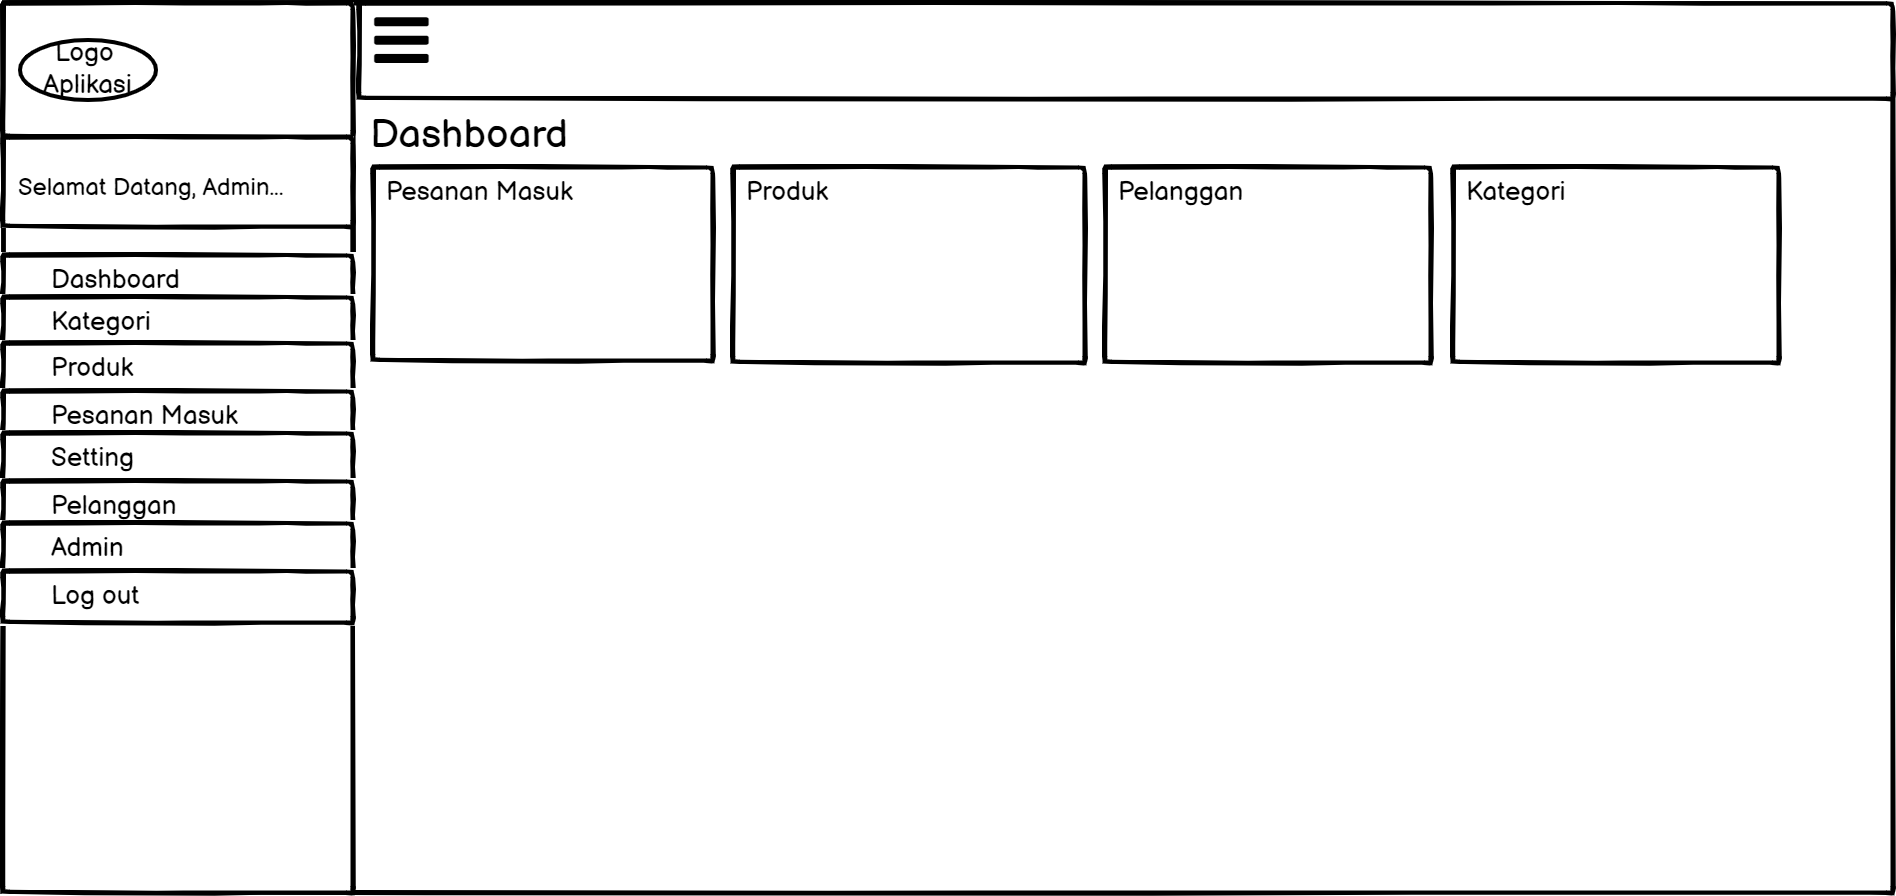 Logo
Aplikasi
Selamat Datang, Admin...
Dashboard
Kategori
Produk
Pesanan Masuk
Setting
Pelanggan
Admin
Log out
Dashboard
Pesanan Masuk
Produk
Pelanggan
Kategori